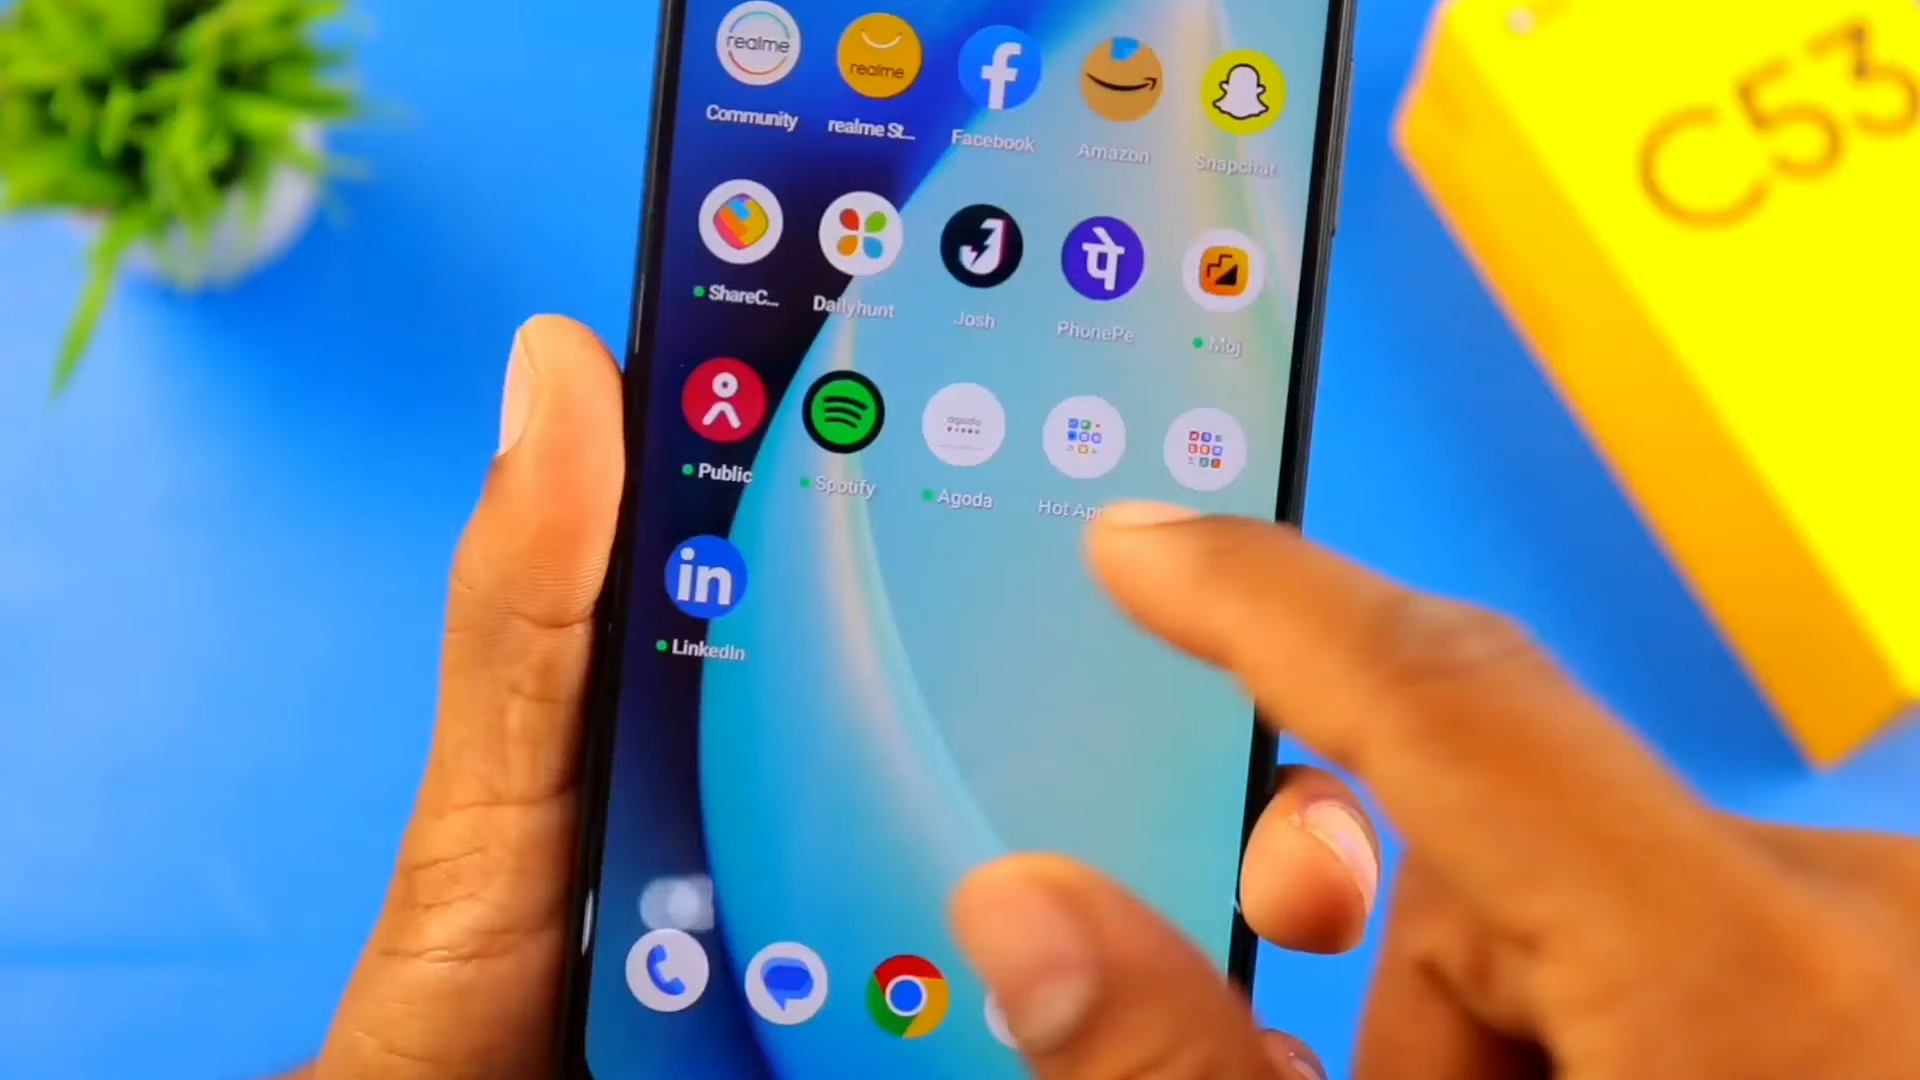 C53
realme
realme
Community
realme St...
Facebook
Amazon
Snapchat
पे
ShareC...
Dailyhunt
Josh
PhonePe
Moj
agoda
Public
Spotify
Agoda
Hot Ap
in
LinkedIn